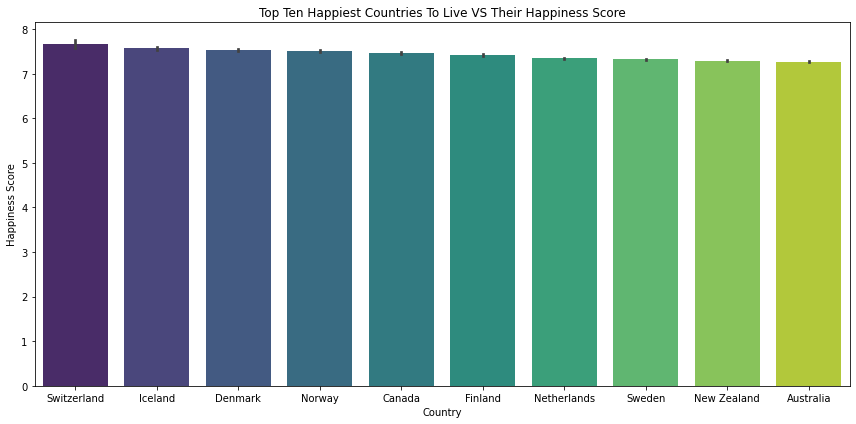 Top Ten Happiest Countries To Live VS Their Happiness Score
8
7
6
5
4
3
2
1
0
Happiness Score
Switzerland Iceland Denmark Norway Canada Finland Netherlands Sweden New Zealand Australia
Country